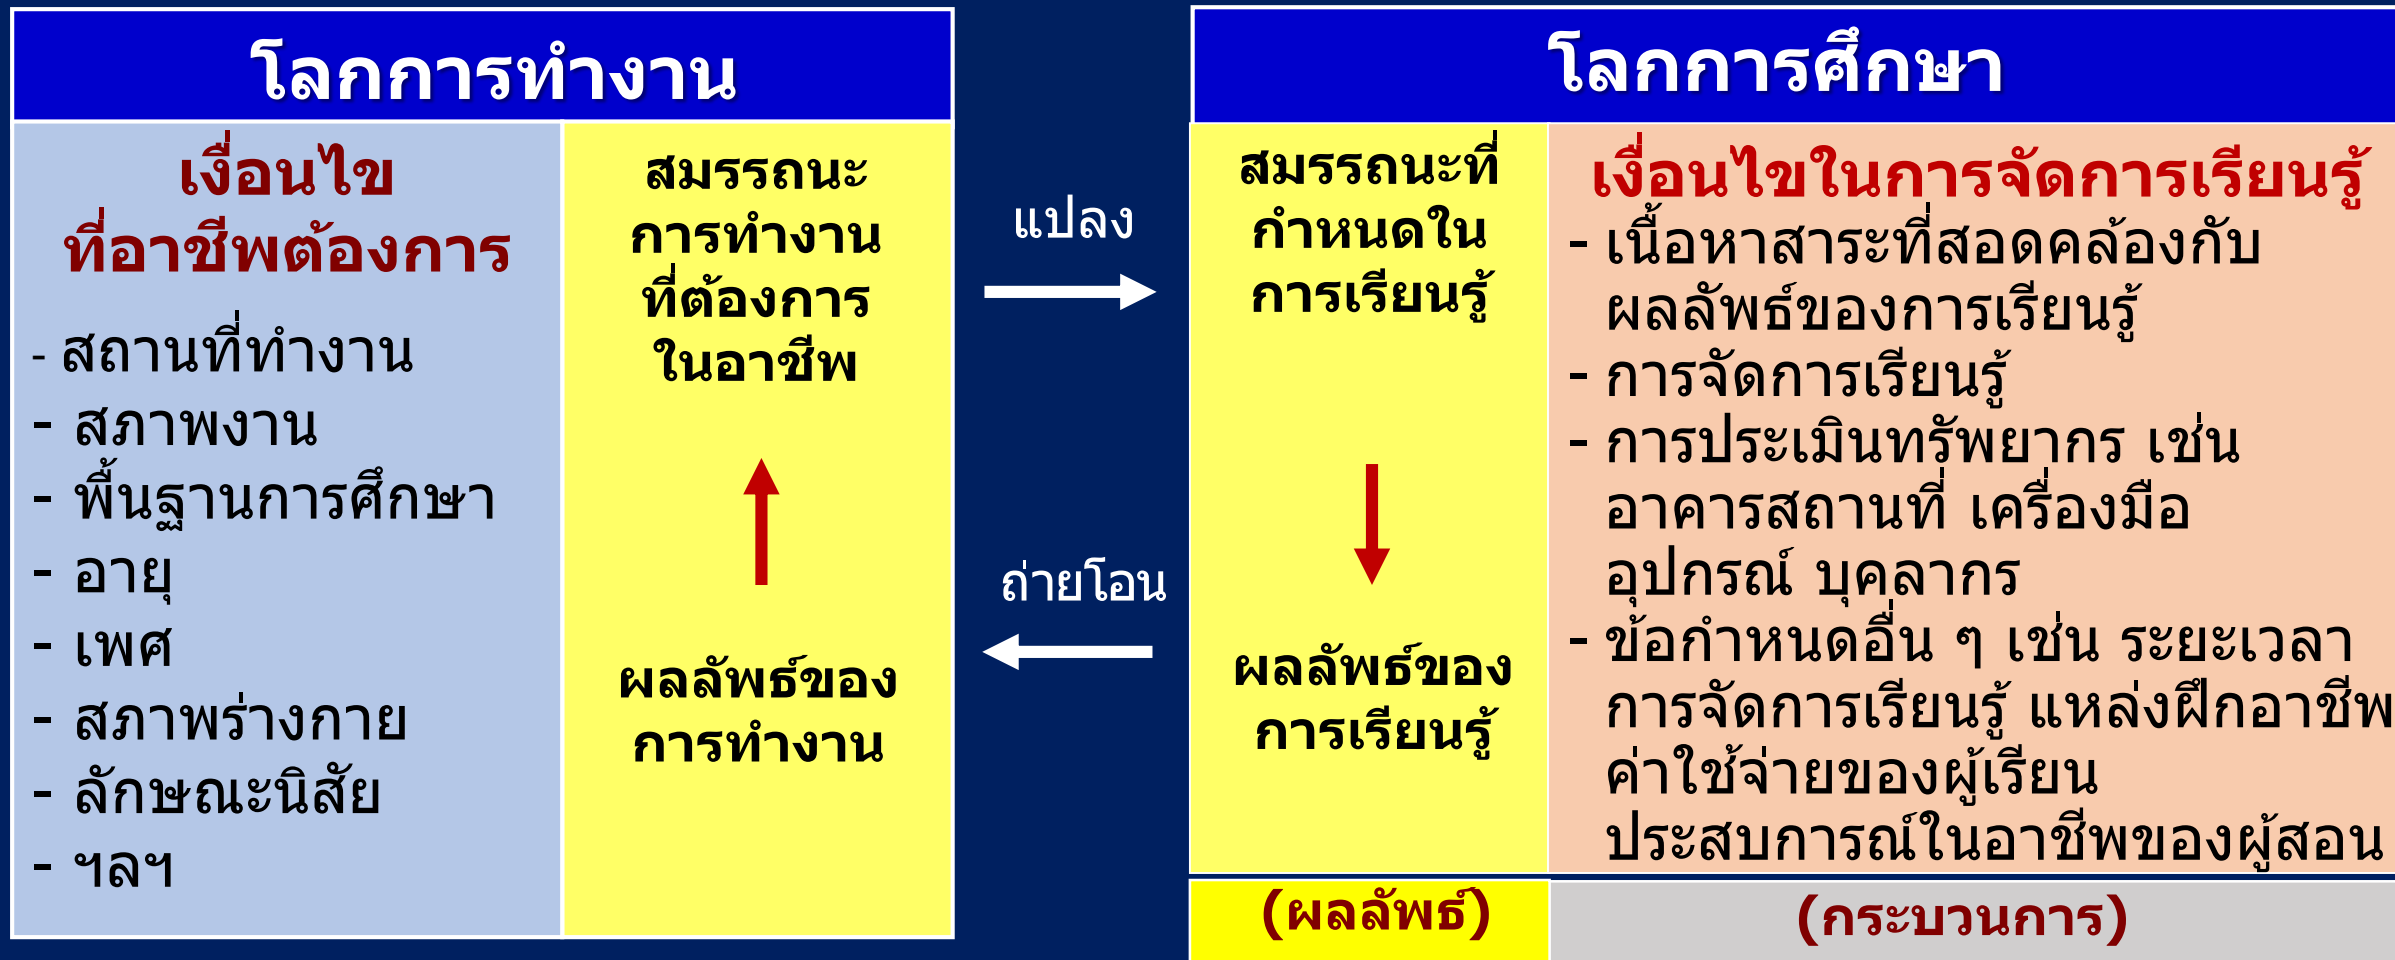 โลกการทำงาน
เงื่อนไข
ที่อาชีพต้องการ
- สถานที่ทำงาน
- สภาพงาน
- พื้นฐานการศึกษา
- อายุ
- เพศ
- สภาพร่างกาย
- ลักษณะนิสัย
- ฯลฯ
สมรรถนะ
การทำงาน
ที่ต้องการ
ในอาชีพ
ผลลัพธ์ของ
การทำงาน
แปลง
ถ่ายโอน
โลกการศึกษา
สมรรถนะที่
กำหนดใน
การเรียนรู้
ผลลัพธ์ของ
การเรียนรู้
(ผลลัพธ์)
เงื่อนไขในการจัดการเรียนรู้
- เนื้อหาสาระที่สอดคล้องกับ
ผลลัพธ์ของการเรียนรู้
- การจัดการเรียนรู้
- การประเมินทรัพยากร เช่น
อาคารสถานที่ เครื่องมือ
อุปกรณ์ บุคลากร
- ข้อกำหนดอื่น ๆ เช่น ระยะเวลา
การจัดการเรียนรู้ แหล่งฝึกอาชีพ
ค่าใช้จ่ายของผู้เรียน
ประสบการณ์ในอาชีพของผู้สอน
(กระบวนการ)